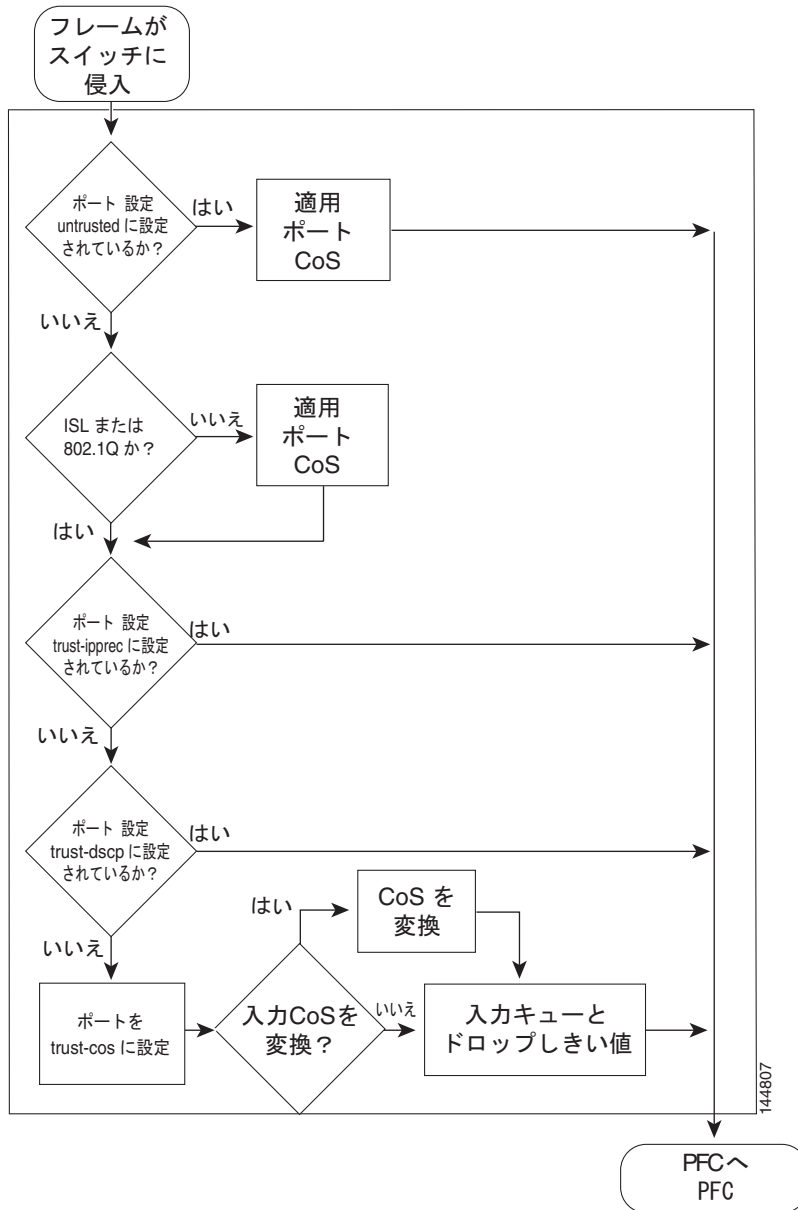 フレームが
スイッチに
侵入
ポート 設定
untrusted に設定
されているか？
はい
適用
ポート
CoS
いいえ
ISL または
802.1Q か？
いいえ
適用
ポート
CoS
はい
ポート 設定
trust-ipprec に設定
されているか？
はい
いいえ
ポート 設定
trust-dscp に設定
されているか？
はい
いいえ
ポートを
trust-cos に設定
入力CoSを
変換？
はい
CoS を
変換
いいえ
入力キューと
ドロップしきい値
144807
PFCへ
PFC